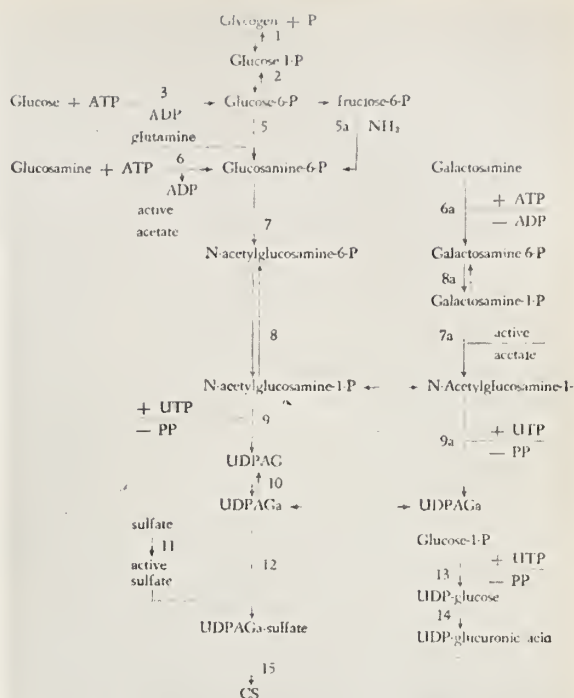 Glycogen + P
1
Glucose 1-P
2
Glucose + ATP 3 Glucose-6-P fructose-6-P
ADP
glutamine 5 5a NH₂
Glucosamine + ATP 6 Glucosamine-6-P Galactosamine
ADP
active
acetate
6a + ATP
− ADP
7
N-acetylglucosamine-6-P Galactosamine 6-P
8a
Galactosamine-1-P
8
7a active
acetate
N-acetylglucosamine-1-P N-Acetylglucosamine-1-
+ UTP
− PP
9
9a + UTP
− PP
UDPAG
10
UDPAGa UDPAGa
sulfate
11
active
sulfate
12
Glucose-1-P
13 + UTP
− PP
UDP-glucose
14
UDPAGa-sulfate UDP-glucuronic acid
15
CS